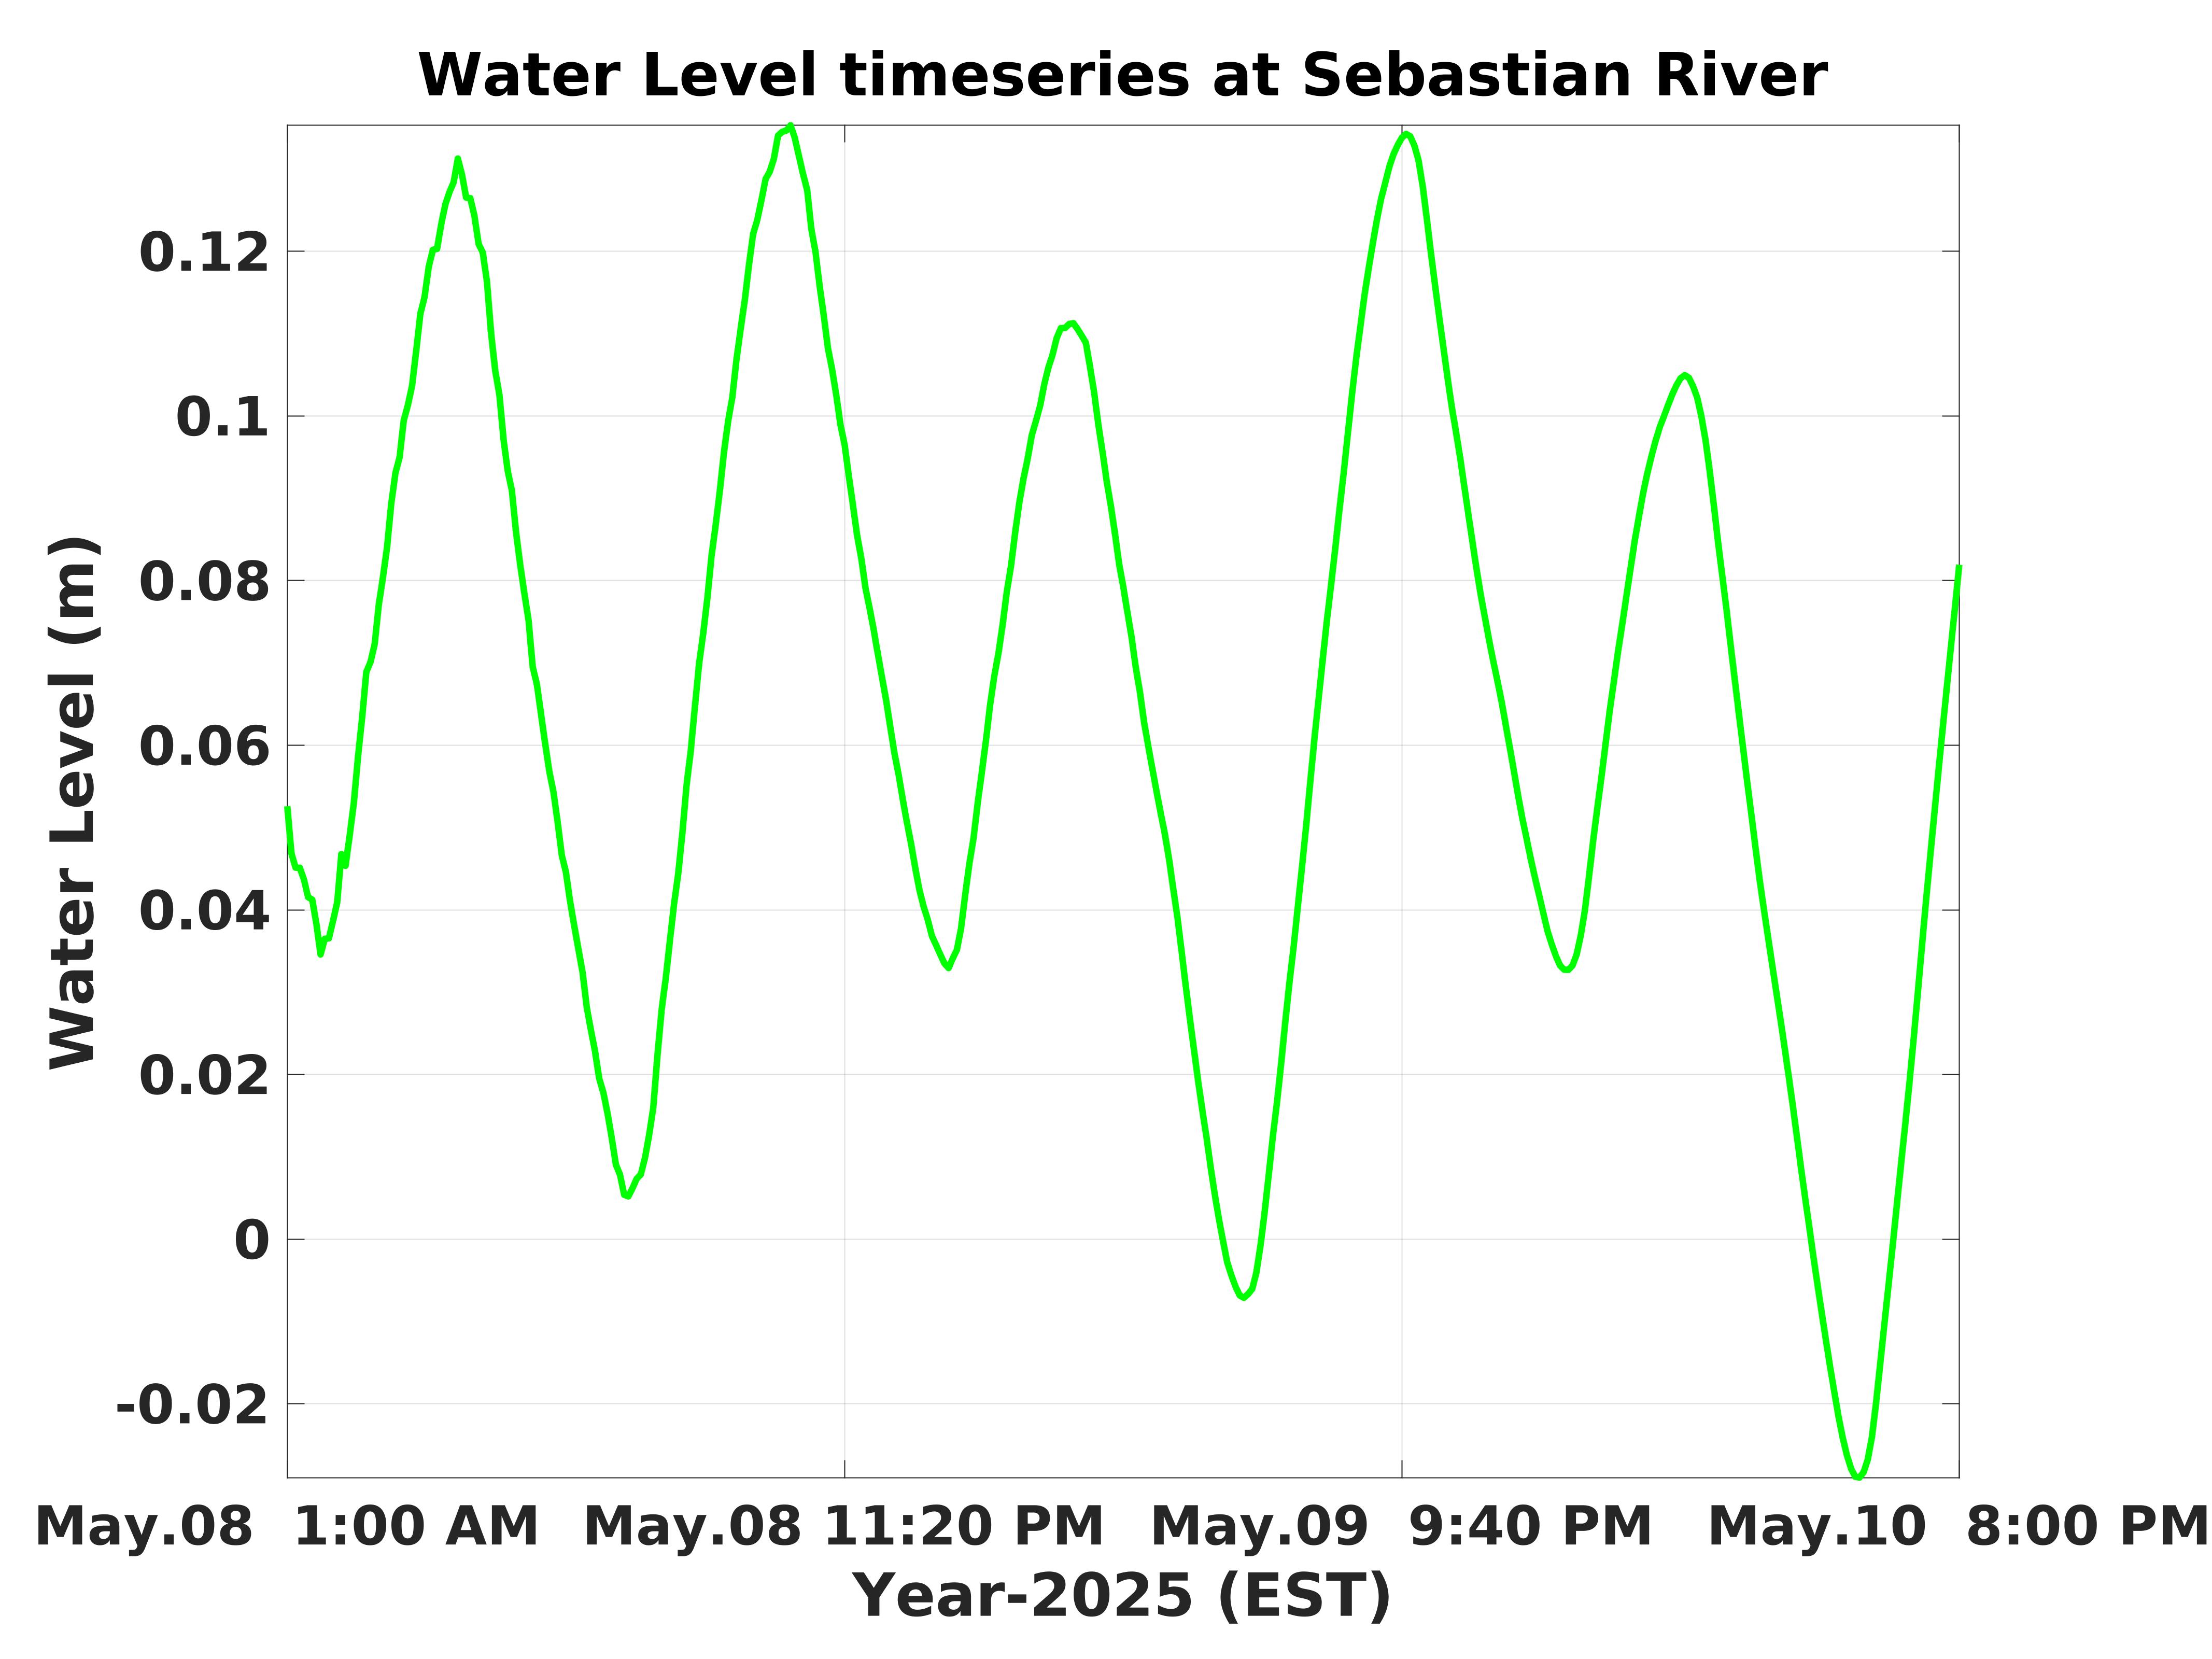 Water Level timeseries at Sebastian River
Water Level (m)
0.12
0.1
0.08
0.06
0.04
0.02
0
-0.02
May.08 1:00 AM May.08 11:20 PM May.09 9:40 PM May.10 8:00 PM
Year-2025 (EST)